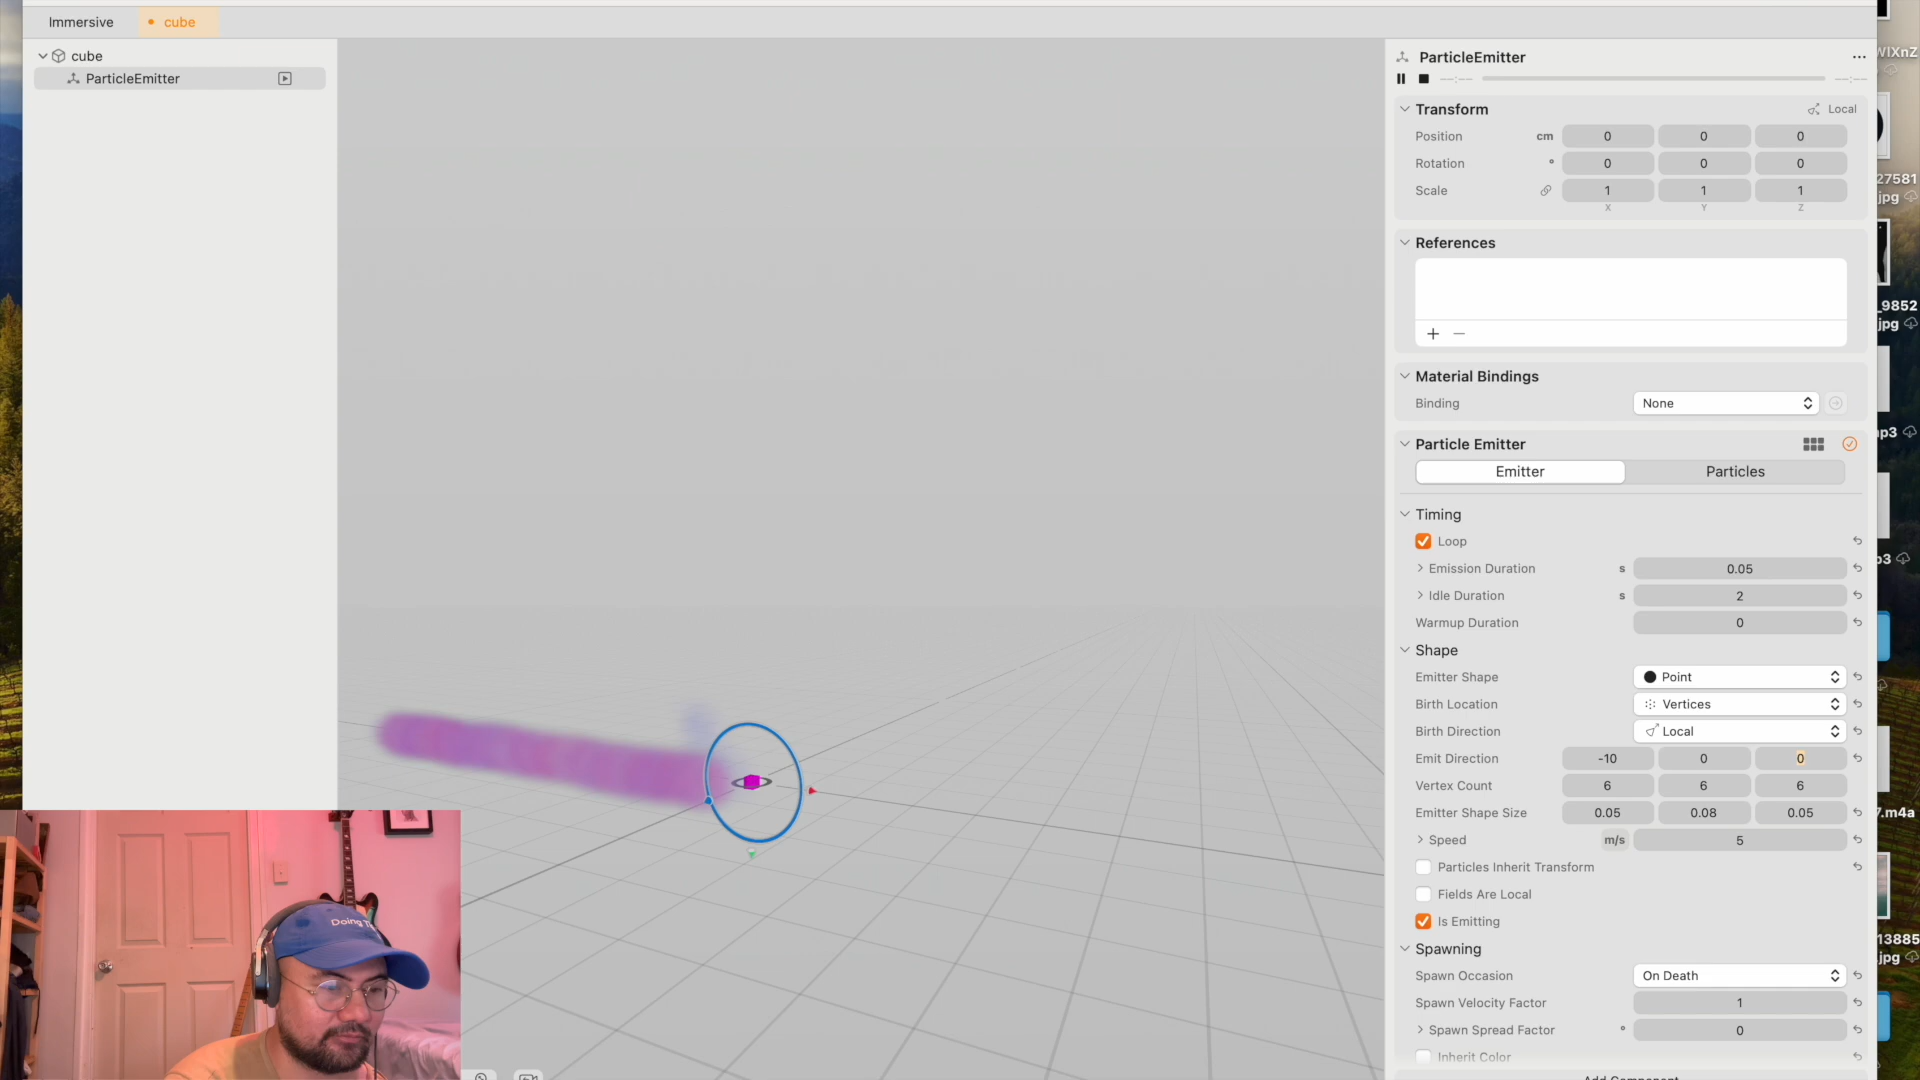 Immersive
cube
cube
ParticleEmitter
ParticleEmitter
--:--
--:--
Transform
Local
Position cm 0 0 0
Rotation ° 0 0 0
Scale 1 1 1
X Y Z
References
+ −
Material Bindings
Binding None
Particle Emitter
Emitter Particles
Timing
Loop
Emission Duration s 0.05
Idle Duration s 2
Warmup Duration 0
Shape
Emitter Shape Point
Birth Location Vertices
Birth Direction Local
Emit Direction -10 0 0
Vertex Count 6 6 6
Emitter Shape Size 0.05 0.08 0.05
Speed m/s 5
Particles Inherit Transform
Fields Are Local
Is Emitting
Spawning
Spawn Occasion On Death
Spawn Velocity Factor 1
Spawn Spread Factor ° 0
Inherit Color
Add Component
WIXnZ
27581
jpg
_9852
jpg
p3
p3
7.m4a
13885
jpg
Doing T